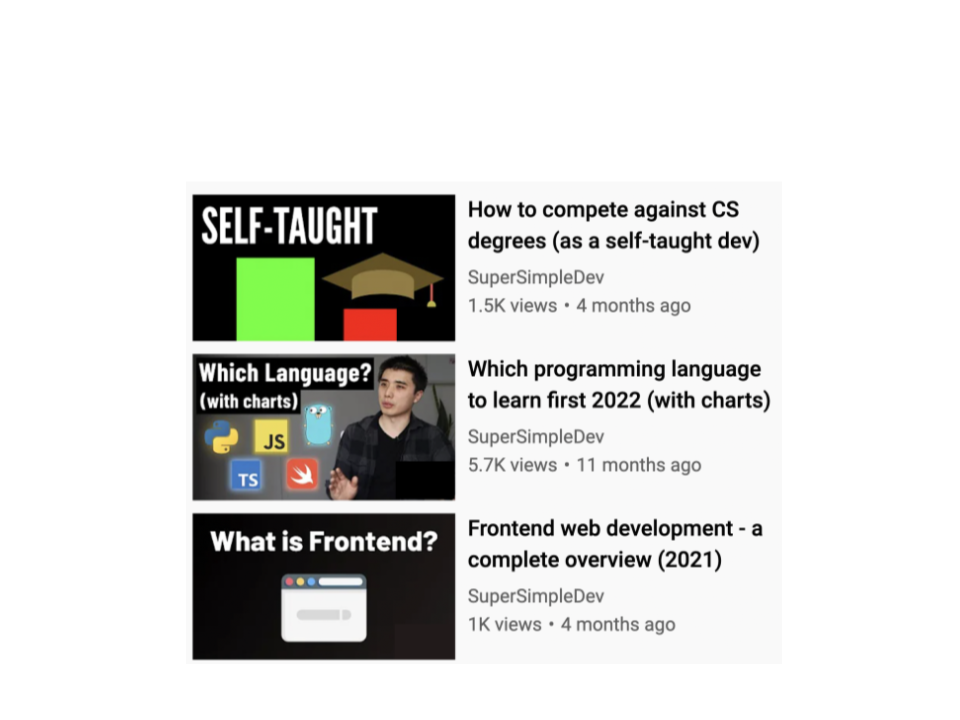 SELF-TAUGHT
How to compete against CS
degrees (as a self-taught dev)
SuperSimpleDev
1.5K views • 4 months ago
Which Language?
(with charts)
JS
TS
Which programming language
to learn first 2022 (with charts)
SuperSimpleDev
5.7K views • 11 months ago
What is Frontend?
Frontend web development - a
complete overview (2021)
SuperSimpleDev
1K views • 4 months ago